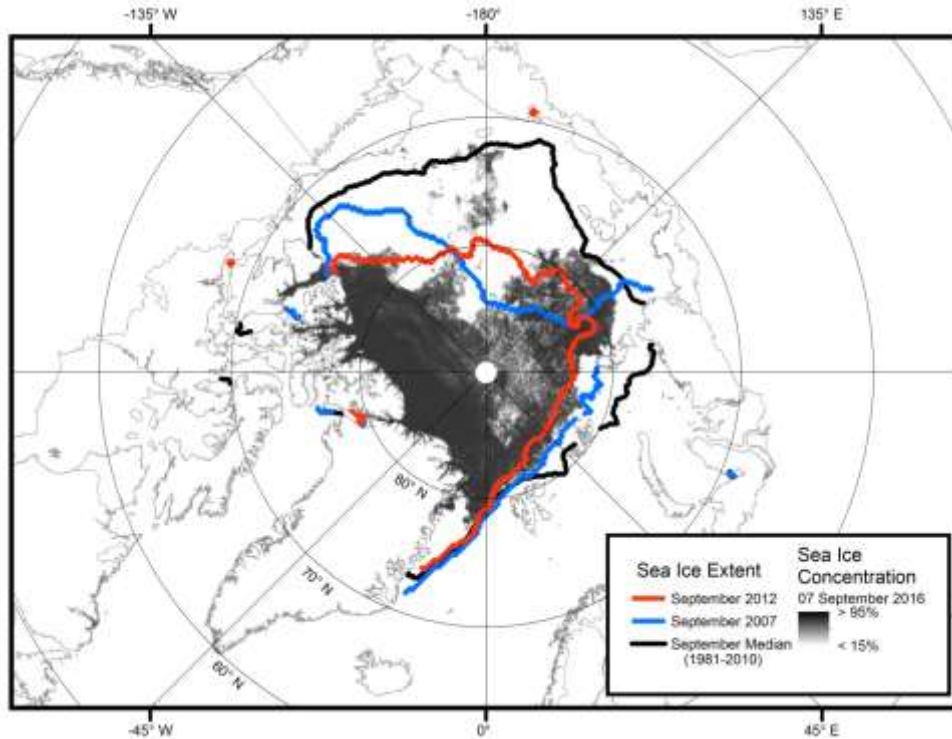 -135° W
-180°
135° E
80° N
70° N
60° N
Sea Ice Extent
September 2012
September 2007
September Median
(1981-2010)
Sea Ice
Concentration
07 September 2016
> 95%
< 15%
-45° W
0°
45° E